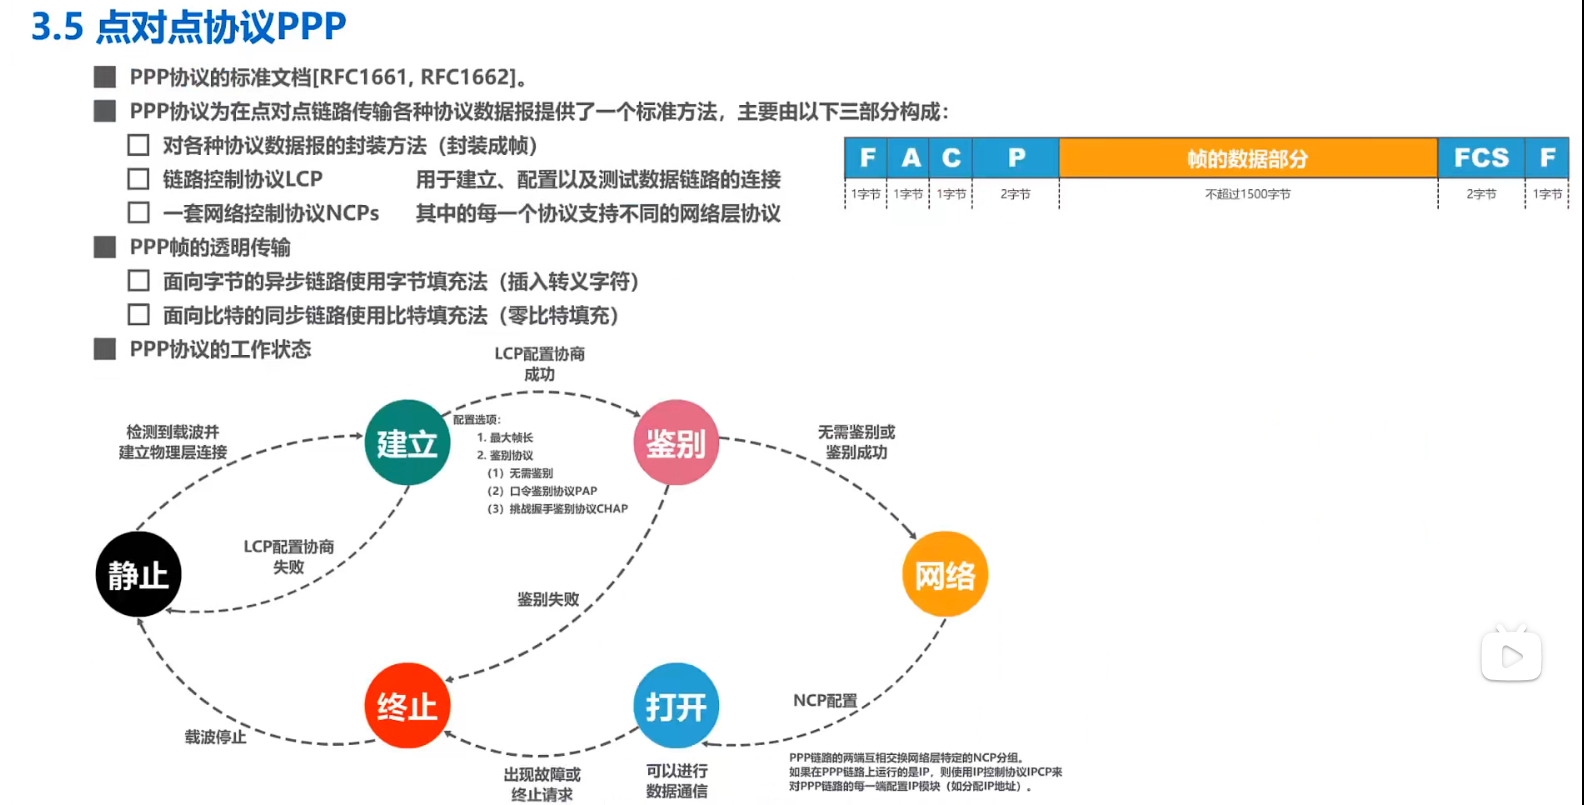 3.5 点对点协议PPP
PPP协议的标准文档[RFC1661, RFC1662]。
PPP协议为在点对点链路传输各种协议数据报提供了一个标准方法，主要由以下三部分构成：
对各种协议数据报的封装方法（封装成帧）
链路控制协议LCP 用于建立、配置以及测试数据链路的连接
一套网络控制协议NCPs 其中的每一个协议支持不同的网络层协议
F A C P 帧的数据部分 FCS F
1字节 1字节 1字节 2字节 不超过1500字节 2字节 1字节
PPP帧的透明传输
面向字节的异步链路使用字节填充法（插入转义字符）
面向比特的同步链路使用比特填充法（零比特填充）
PPP协议的工作状态
LCP配置协商
成功
检测到载波并
建立物理层连接
建立
配置选项：
1. 最大帧长
2. 鉴别协议
（1）无需鉴别
（2）口令鉴别协议PAP
（3）挑战握手鉴别协议CHAP
鉴别
无需鉴别或
鉴别成功
静止
LCP配置协商
失败
鉴别失败
网络
终止
打开
NCP配置
载波停止
出现故障或
终止请求
可以进行
数据通信
PPP链路的两端互相交换网络层特定的NCP分组。
如果在PPP链路上运行的是IP，则使用IP控制协议IPCP来
对PPP链路的每一端配置IP模块（如分配IP地址）。